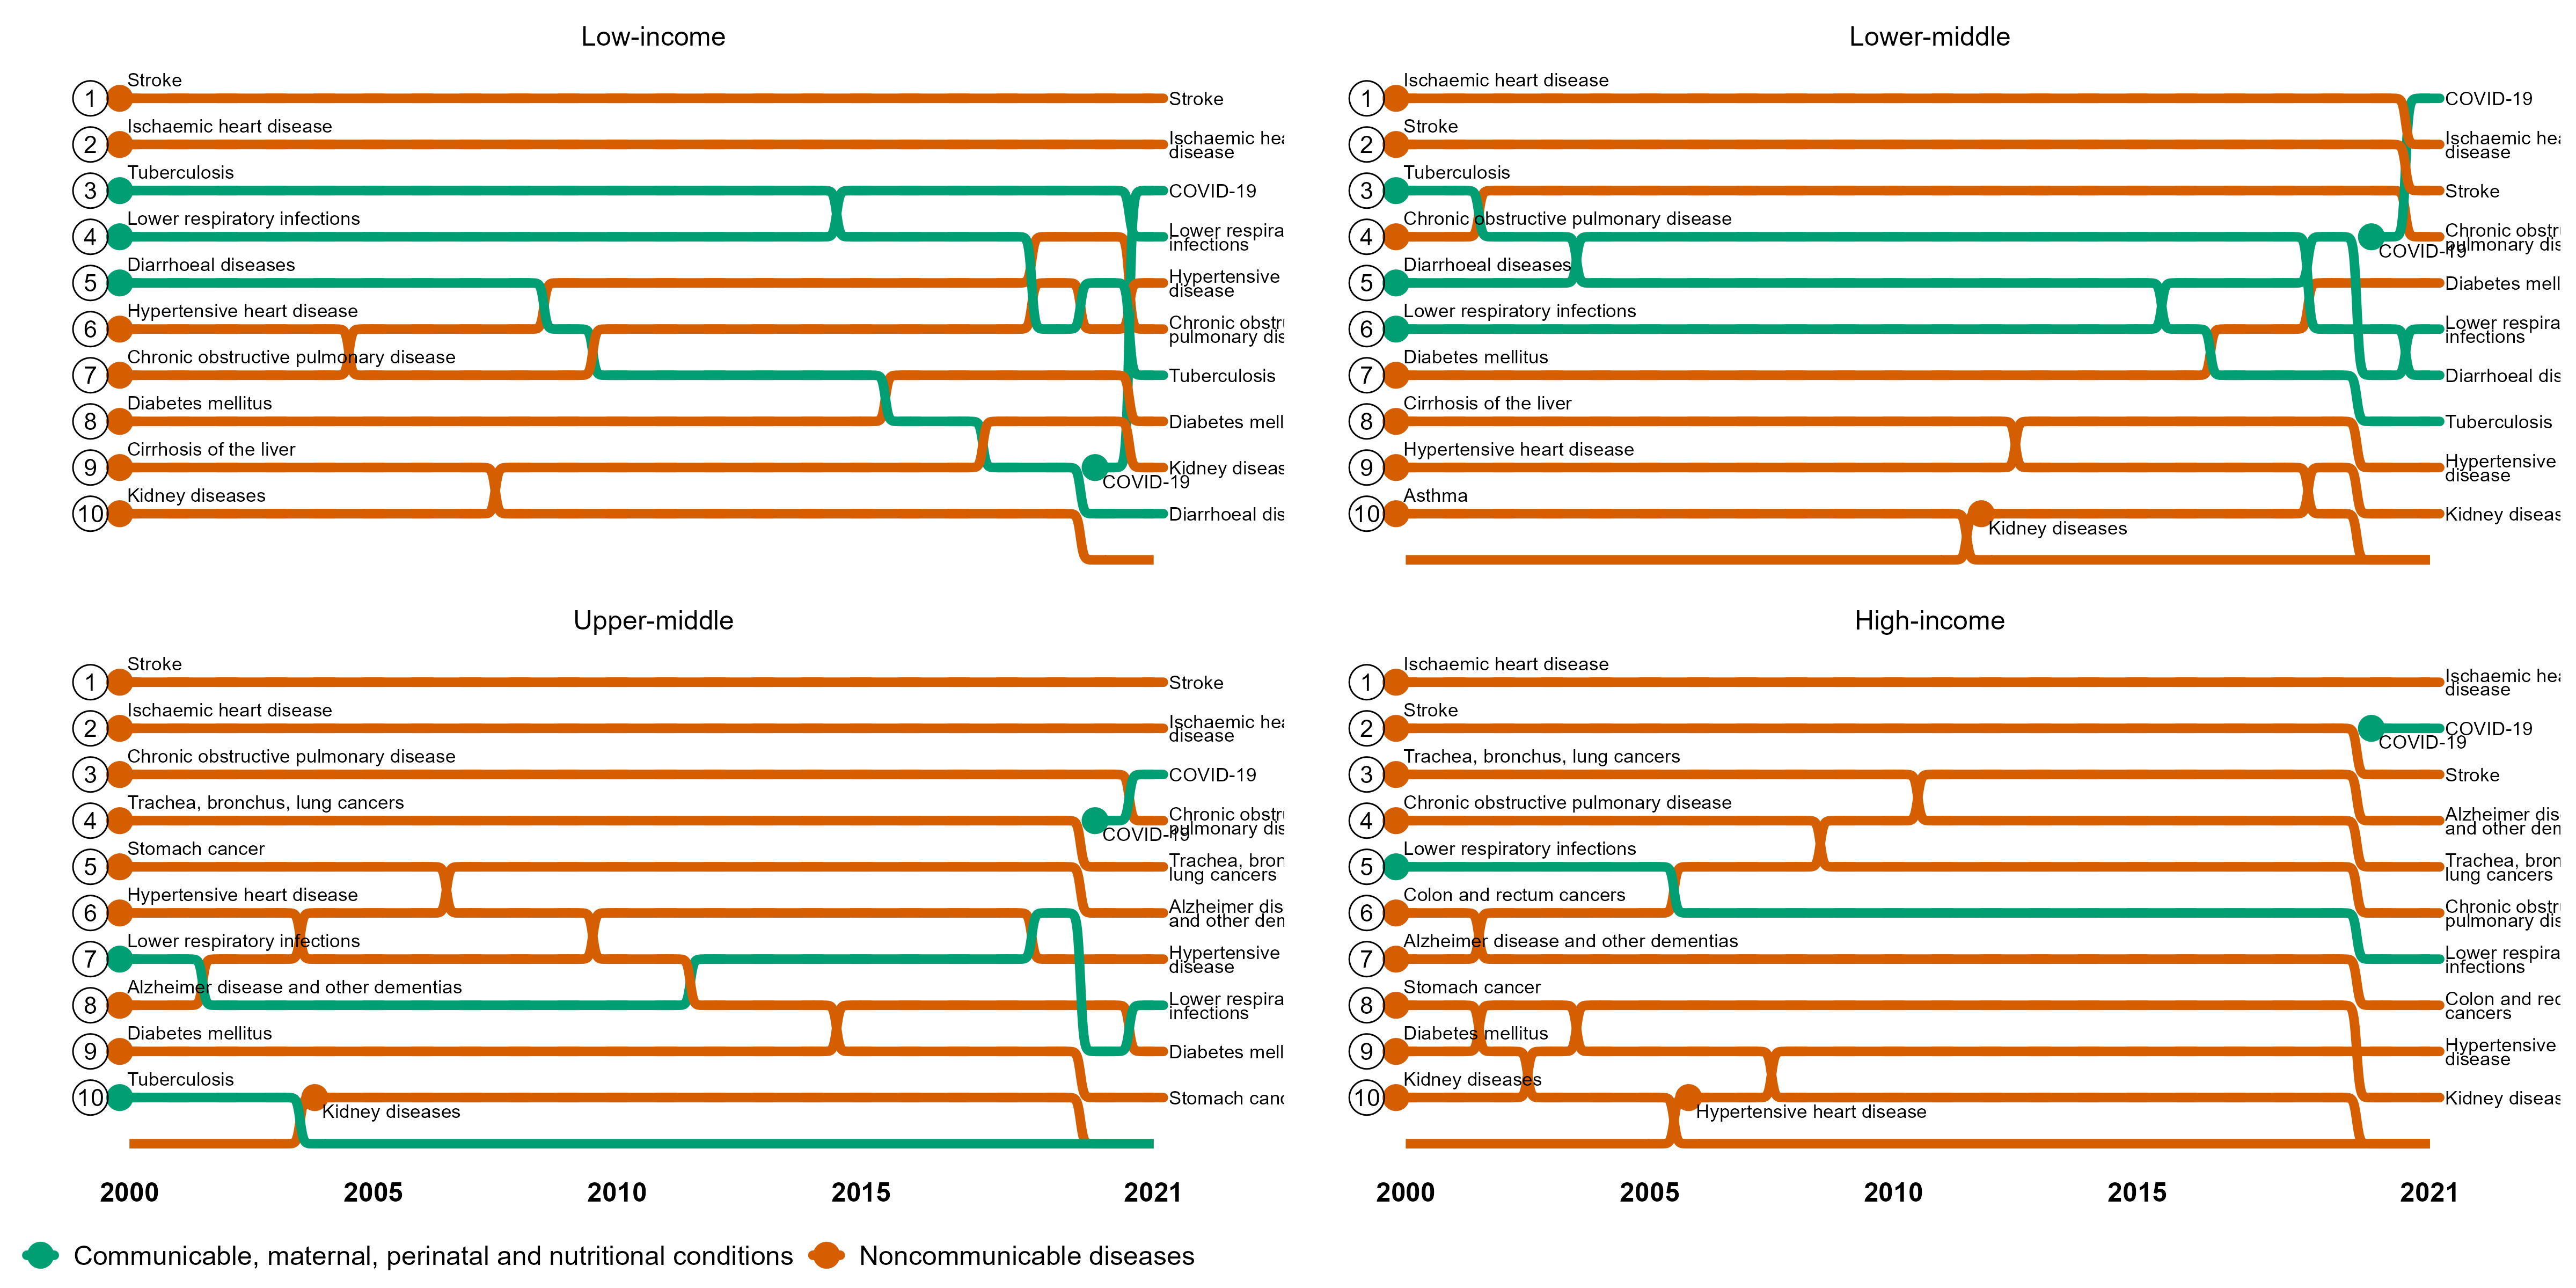 Low-income
1
Stroke
Stroke
2
Ischaemic heart disease
Ischaemic hea
disease
3
Tuberculosis
COVID-19
4
Lower respiratory infections
Lower respira
infections
5
Diarrhoeal diseases
Hypertensive
disease
6
Hypertensive heart disease
Chronic obstru
pulmonary dis
7
Chronic obstructive pulmonary disease
Tuberculosis
8
Diabetes mellitus
Diabetes mell
9
Cirrhosis of the liver
Kidney diseas
COVID-19
10
Kidney diseases
Diarrhoeal dis
Lower-middle
1
Ischaemic heart disease
COVID-19
2
Stroke
Ischaemic hea
disease
3
Tuberculosis
Stroke
4
Chronic obstructive pulmonary disease
Chronic obstru
pulmonary dis
COVID-19
5
Diarrhoeal diseases
Diabetes mell
6
Lower respiratory infections
Lower respira
infections
7
Diabetes mellitus
Diarrhoeal dis
8
Cirrhosis of the liver
Tuberculosis
9
Hypertensive heart disease
Hypertensive
disease
10
Asthma
Kidney diseases
Kidney diseas
Upper-middle
1
Stroke
Stroke
2
Ischaemic heart disease
Ischaemic hea
disease
3
Chronic obstructive pulmonary disease
COVID-19
4
Trachea, bronchus, lung cancers
Chronic obstru
pulmonary dis
COVID-19
5
Stomach cancer
Trachea, bron
lung cancers
6
Hypertensive heart disease
Alzheimer dis
and other den
7
Lower respiratory infections
Hypertensive
disease
8
Alzheimer disease and other dementias
Lower respira
infections
9
Diabetes mellitus
Diabetes mell
10
Tuberculosis
Kidney diseases
Stomach canc
2000
2005
2010
2015
2021
High-income
1
Ischaemic heart disease
Ischaemic hea
disease
2
Stroke
COVID-19
COVID-19
3
Trachea, bronchus, lung cancers
Stroke
4
Chronic obstructive pulmonary disease
Alzheimer dis
and other den
5
Lower respiratory infections
Trachea, bron
lung cancers
6
Colon and rectum cancers
Chronic obstru
pulmonary dis
7
Alzheimer disease and other dementias
Lower respira
infections
8
Stomach cancer
Colon and rec
cancers
9
Diabetes mellitus
Hypertensive
disease
10
Kidney diseases
Hypertensive heart disease
Kidney diseas
2000
2005
2010
2015
2021
Communicable, maternal, perinatal and nutritional conditions
Noncommunicable diseases